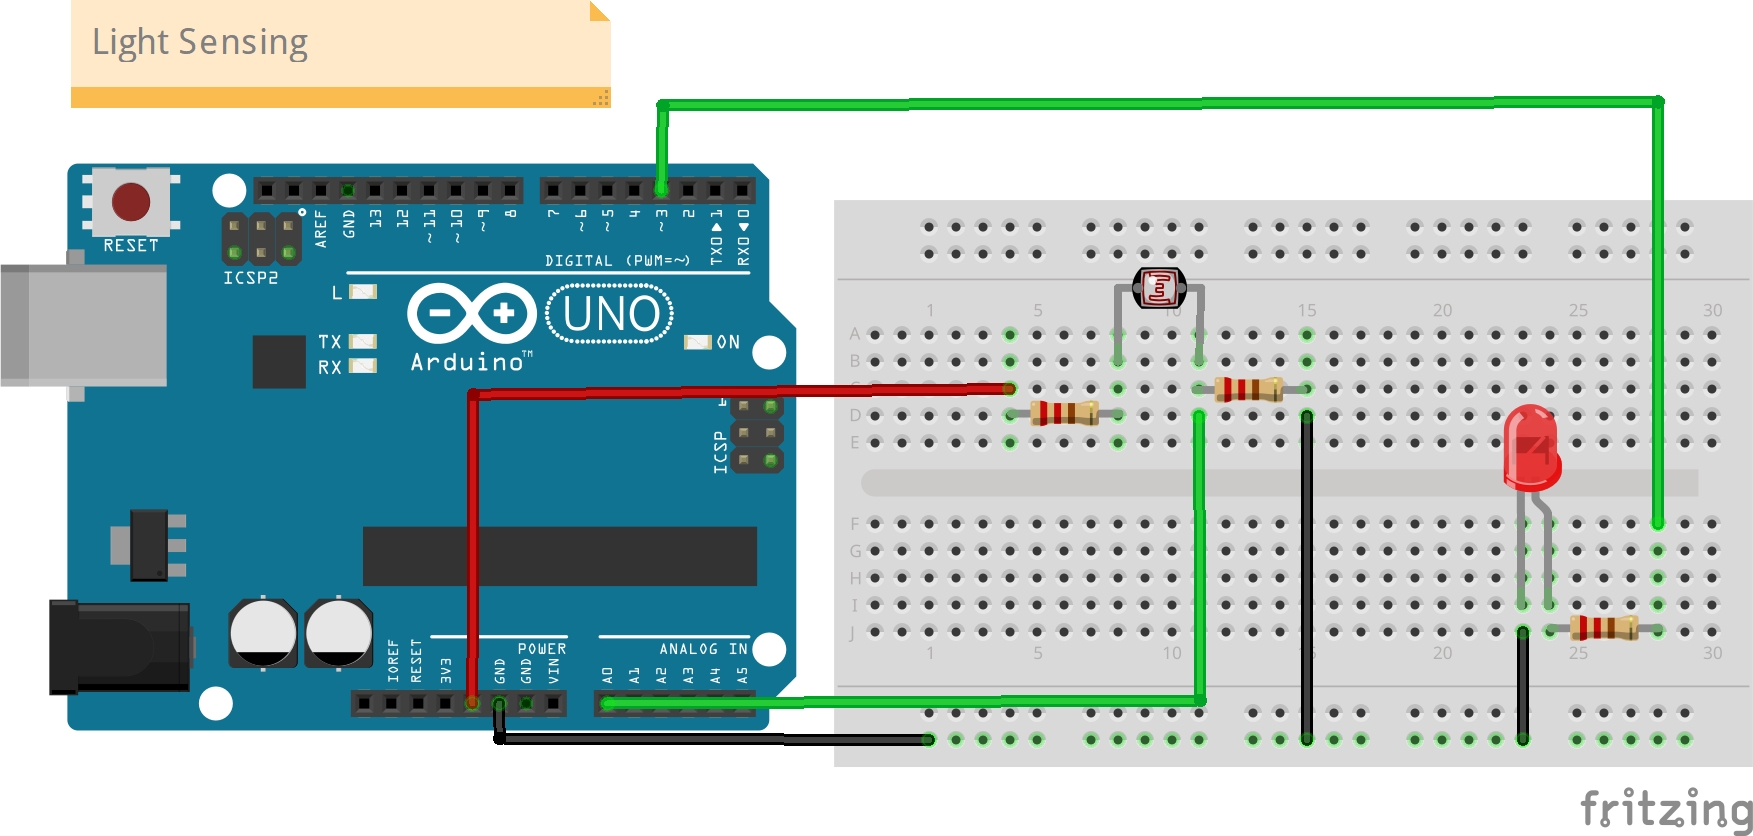 Light Sensing
RESET
ICSP2
AREF
GND
13
12
~11
~10
~9
8
7
~6
~5
4
~3
2
TX0▶1
RX0◀0
DIGITAL (PWM=~)
L
TX
RX
UNO
Arduino™
ON
ICSP
1
IOREF
RESET
3V3
GND
GND
VIN
POWER
A0
A1
A2
A3
A4
A5
ANALOG IN
1 5 10 15 20 25 30
A
B
D
E
F
G
H
I
J
1 5 10 15 20 25 30
fritzing